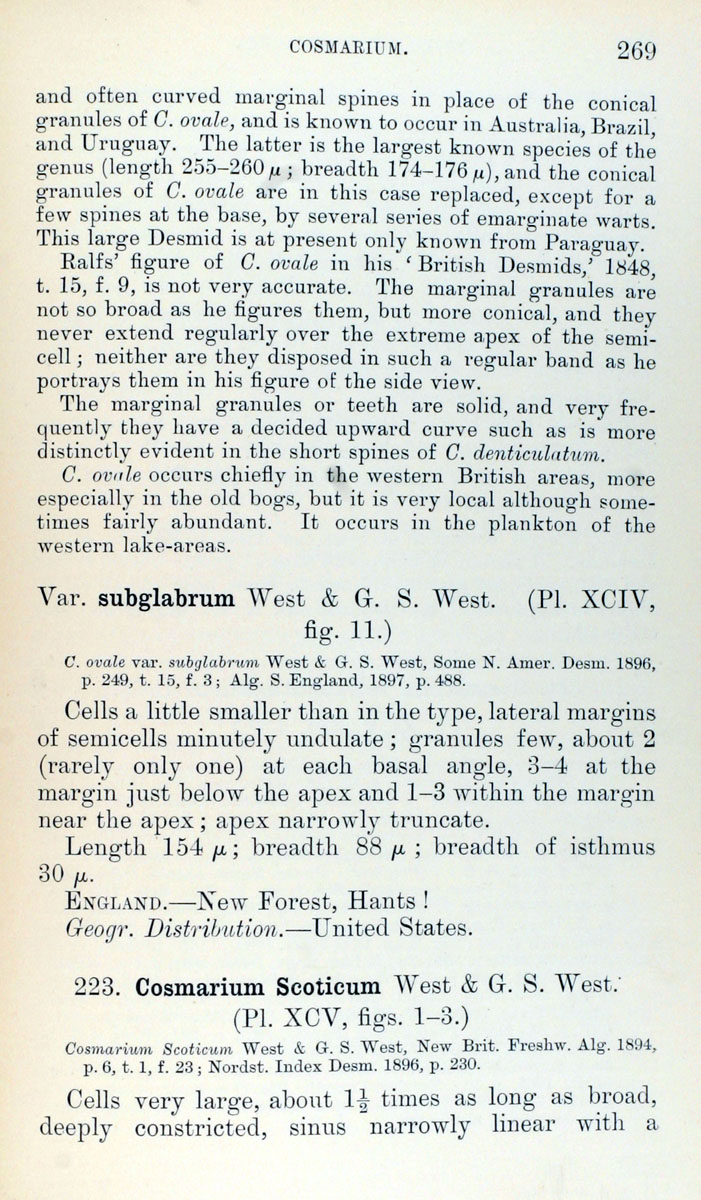 COSMARIUM. 269
and often curved marginal spines in place of the conical
granules of C. ovale, and is known to occur in Australia, Brazil,
and Uruguay. The latter is the largest known species of the
genus (length 255–260 μ ; breadth 174–176 μ), and the conical
granules of C. ovale are in this case replaced, except for a
few spines at the base, by several series of emarginate warts.
This large Desmid is at present only known from Paraguay.
Ralfs' figure of C. ovale in his ‘ British Desmids,’ 1848,
t. 15, f. 9, is not very accurate. The marginal granules are
not so broad as he figures them, but more conical, and they
never extend regularly over the extreme apex of the semi-
cell ; neither are they disposed in such a regular band as he
portrays them in his figure of the side view.
The marginal granules or teeth are solid, and very fre-
quently they have a decided upward curve such as is more
distinctly evident in the short spines of C. denticulatum.
C. ovale occurs chiefly in the western British areas, more
especially in the old bogs, but it is very local although some-
times fairly abundant. It occurs in the plankton of the
western lake-areas.
Var. subglabrum West & G. S. West. (Pl. XCIV,
fig. 11.)
C. ovale var. subglabrum West & G. S. West, Some N. Amer. Desm. 1896,
p. 249, t. 15, f. 3 ; Alg. S. England, 1897, p. 488.
Cells a little smaller than in the type, lateral margins
of semicells minutely undulate ; granules few, about 2
(rarely only one) at each basal angle, 3–4 at the
margin just below the apex and 1–3 within the margin
near the apex ; apex narrowly truncate.
Length 154 μ ; breadth 88 μ ; breadth of isthmus
30 μ.
ENGLAND.—New Forest, Hants !
Geogr. Distribution.—United States.
223. Cosmarium Scoticum West & G. S. West.
(Pl. XCV, figs. 1–3.)
Cosmarium Scoticum West & G. S. West, New Brit. Freshw. Alg. 1894,
p. 6, t. 1, f. 23 ; Nordst. Index Desm. 1896, p. 230.
Cells very large, about 1½ times as long as broad,
deeply constricted, sinus narrowly linear with a